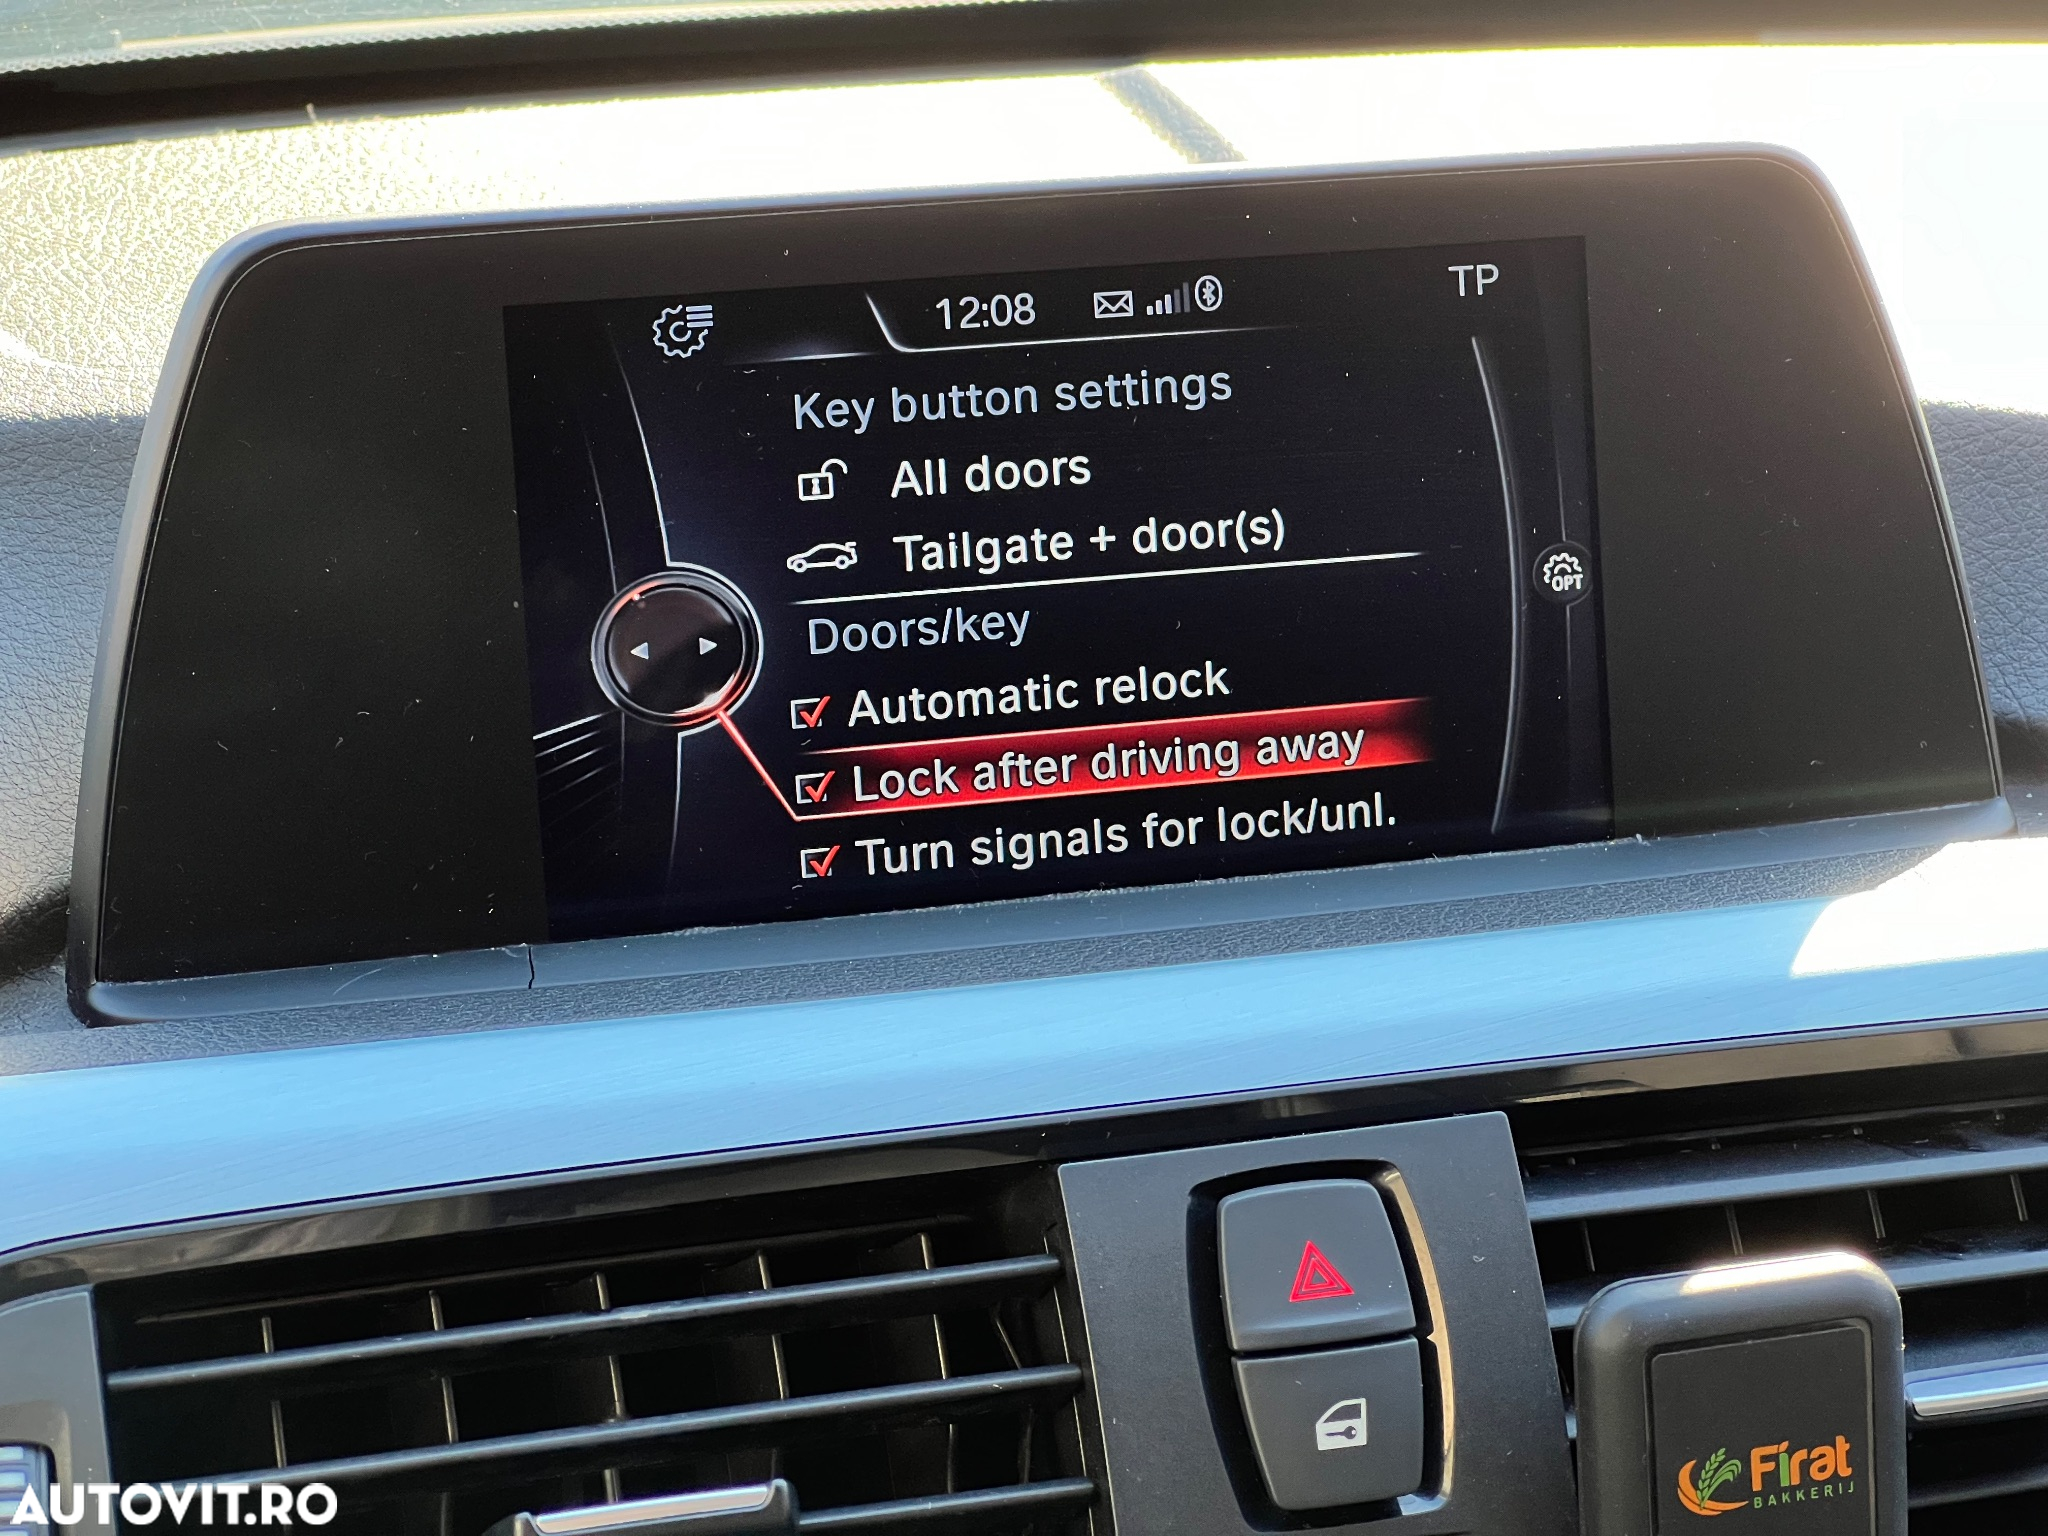 12:08
TP
Key button settings
All doors
Tailgate + door(s)
OPT
Doors/key
Automatic relock
Lock after driving away
Turn signals for lock/unl.
Firat
BAKKERIJ
AUTOVIT.RO